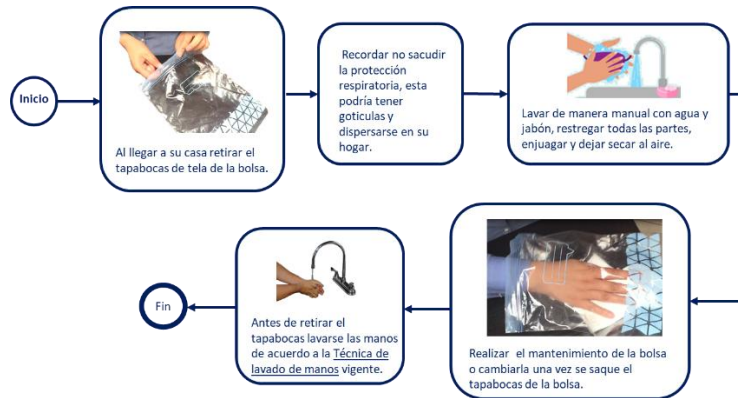 Inicio
Al llegar a su casa retirar el
tapabocas de tela de la bolsa.
Recordar no sacudir
la protección
respiratoria, esta
podría tener
goticulas y
dispersarse en su
hogar.
Lavar de manera manual con agua y
jabón, restregar todas las partes,
enjuagar y dejar secar al aire.
Realizar el mantenimiento de la bolsa
o cambiarla una vez se saque el
tapabocas de la bolsa.
Antes de retirar el
tapabocas lavarse las manos
de acuerdo a la Técnica de
lavado de manos vigente.
Fin